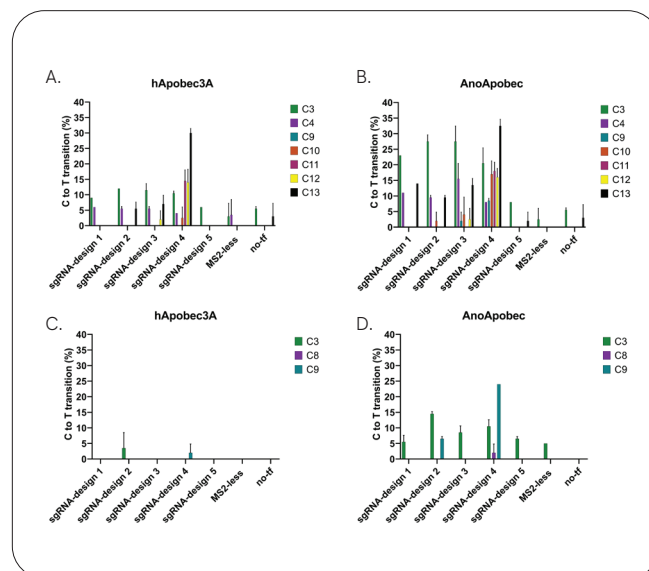 A.
hApobec3A
C to T transition (%)
40
35
30
25
20
15
10
5
0
sgRNA-design 1
sgRNA-design 2
sgRNA-design 3
sgRNA-design 4
sgRNA-design 5
MS2-less
no-tf
C3
C4
C9
C10
C11
C12
C13
B.
AnoApobec
C to T transition (%)
40
35
30
25
20
15
10
5
0
sgRNA-design 1
sgRNA-design 2
sgRNA-design 3
sgRNA-design 4
sgRNA-design 5
MS2-less
no-tf
C3
C4
C9
C10
C11
C12
C13
C.
hApobec3A
C to T transition (%)
40
35
30
25
20
15
10
5
0
sgRNA-design 1
sgRNA-design 2
sgRNA-design 3
sgRNA-design 4
sgRNA-design 5
MS2-less
no-tf
C3
C8
C9
D.
AnoApobec
C to T transition (%)
40
35
30
25
20
15
10
5
0
sgRNA-design 1
sgRNA-design 2
sgRNA-design 3
sgRNA-design 4
sgRNA-design 5
MS2-less
no-tf
C3
C8
C9